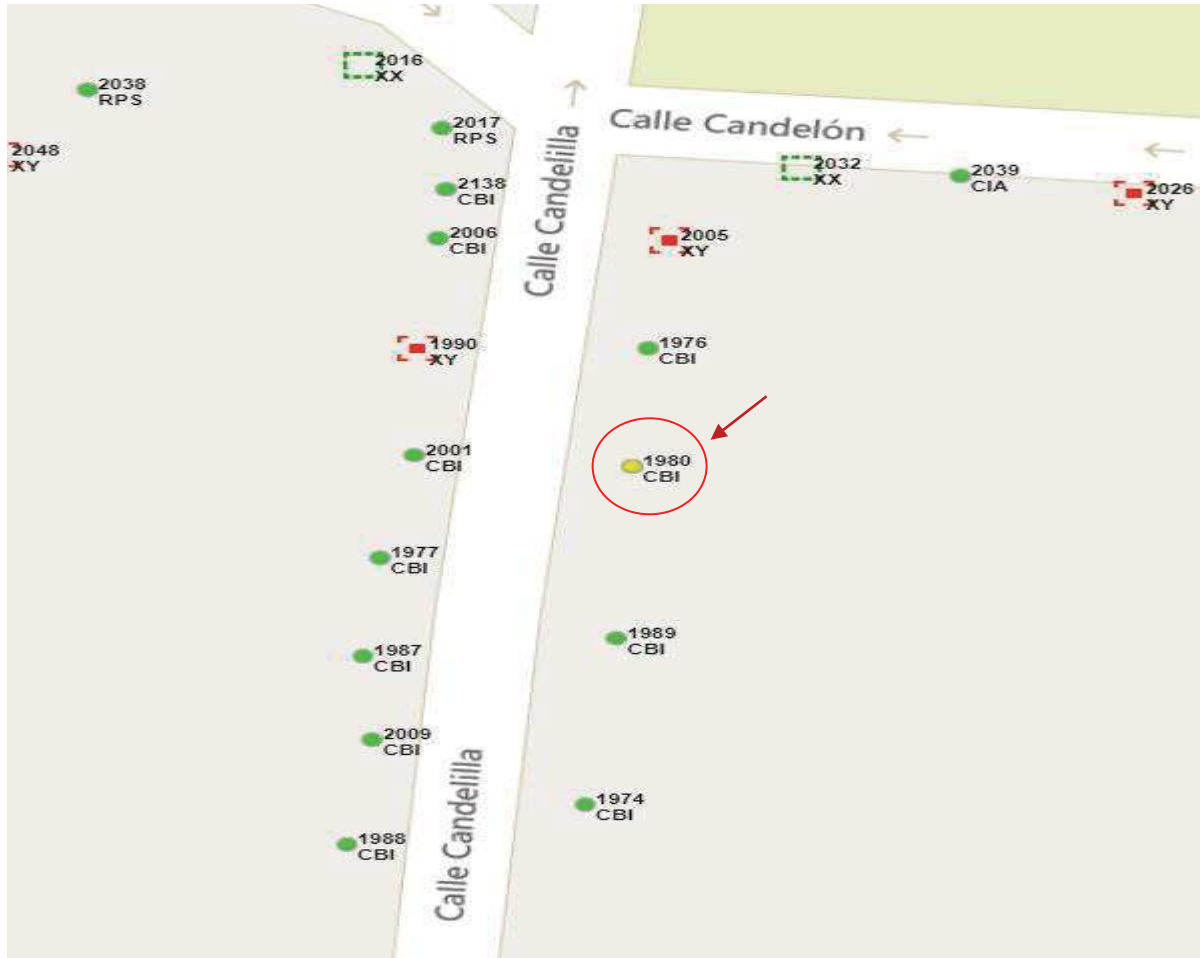 2016
XX
2038
RPS
Calle Candelón
2017
RPS
2048
XY
2032
XX
2039
CIA
2026
XY
2138
CBI
Calle Candelilla
2006
CBI
2005
XY
1990
XY
1976
CBI
2001
CBI
1980
CBI
1977
CBI
1989
CBI
1987
CBI
2009
CBI
Calle Candelilla
1974
CBI
1988
CBI